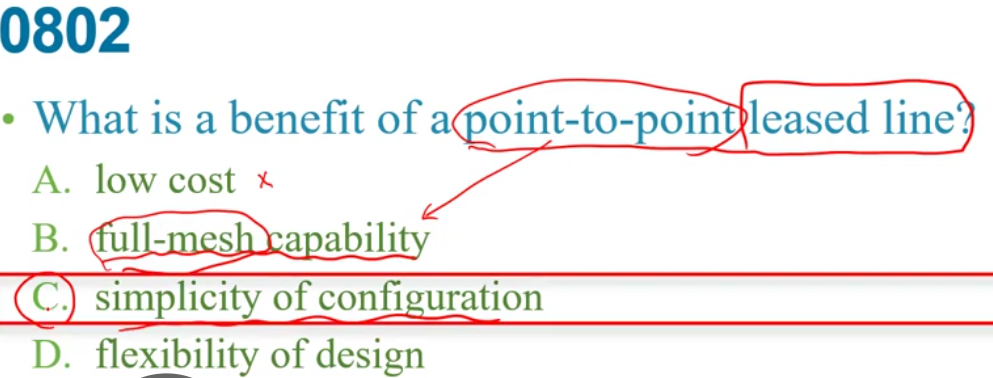 0802
• What is a benefit of a point-to-point leased line?
A. low cost x
B. full-mesh capability
C. simplicity of configuration
D. flexibility of design